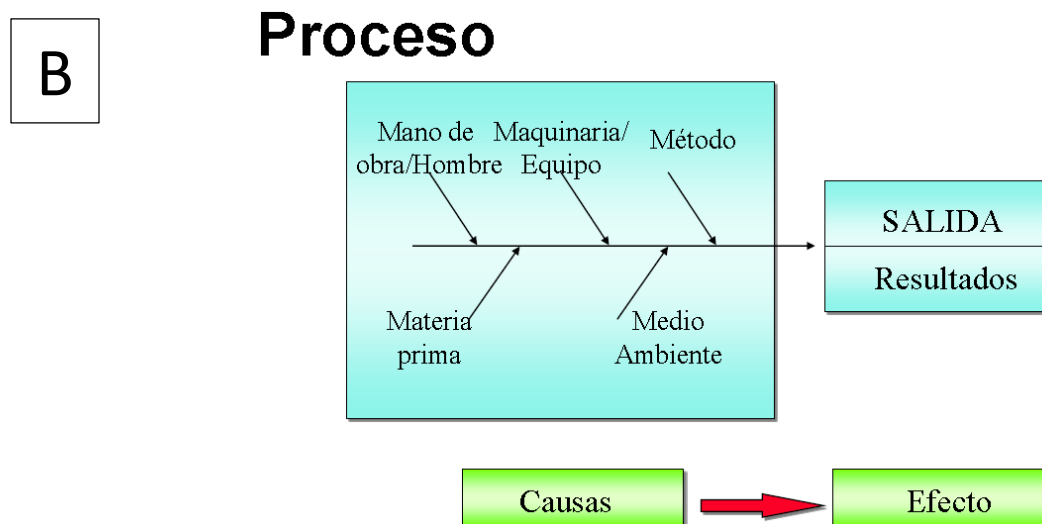 B
Proceso
Mano de
obra/Hombre
Maquinaria/
Equipo
Método
SALIDA
Resultados
Materia
prima
Medio
Ambiente
Causas
Efecto